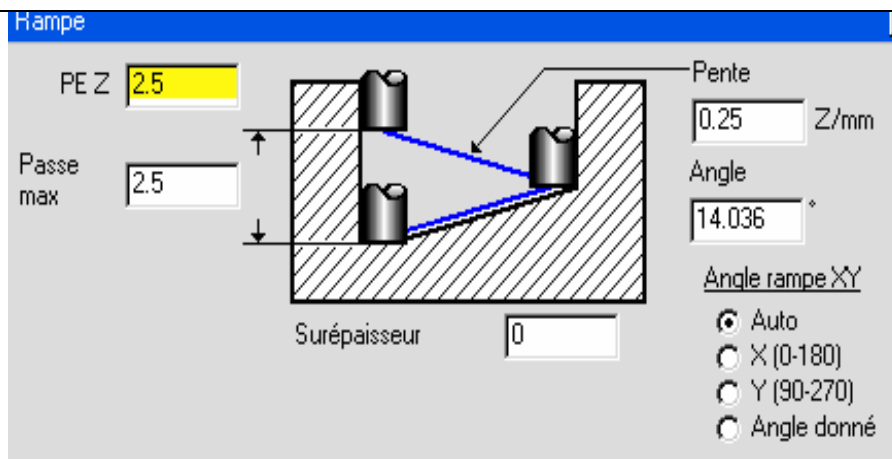 Rampe
PE Z 2.5
Passe max 2.5
Pente
0.25 Z/mm
Angle
14.036 °
Surépaisseur 0
Angle rampe XY
Auto
X (0-180)
Y (90-270)
Angle donné